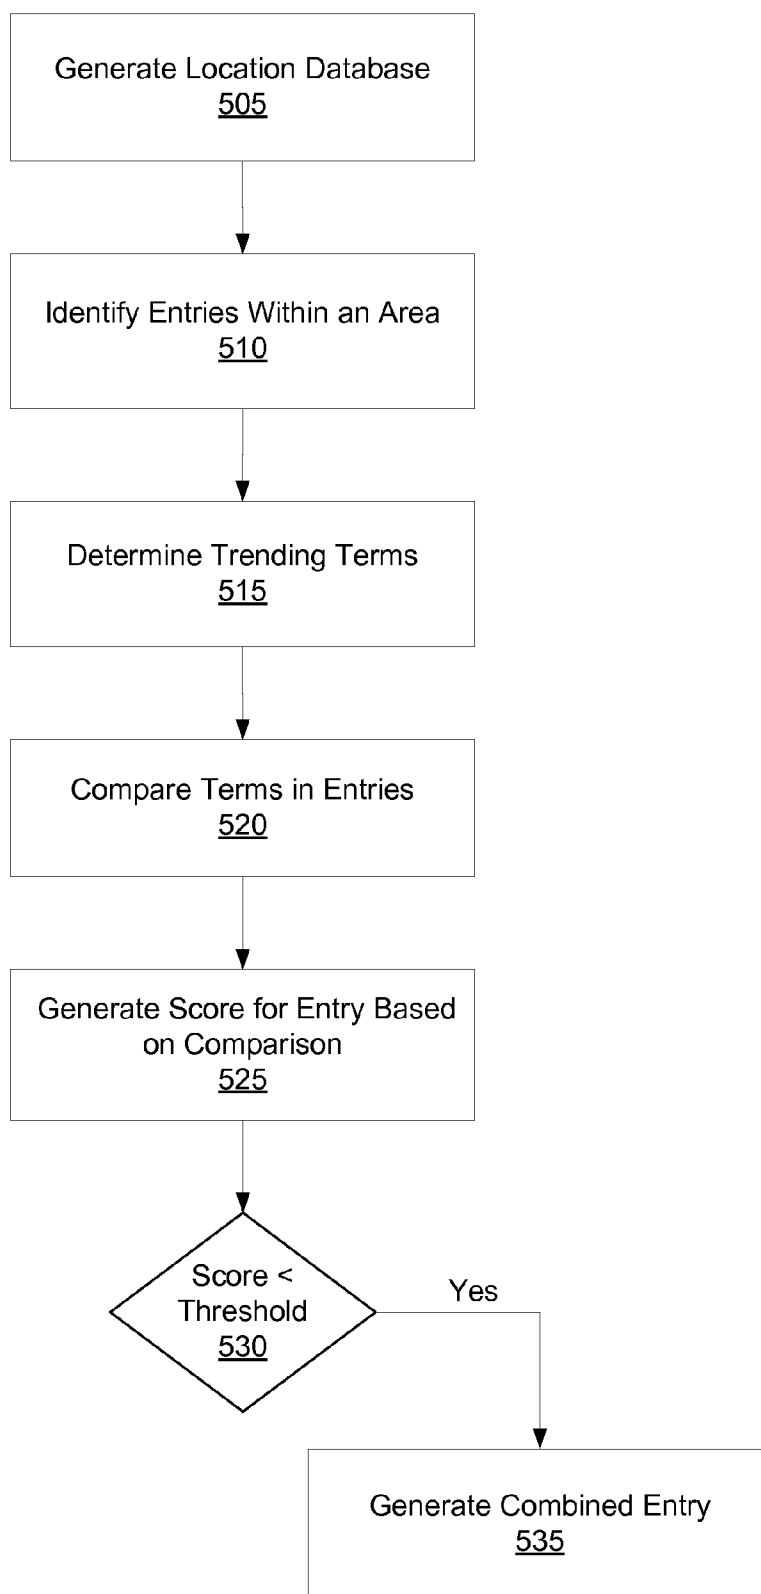 Generate Location Database
505
Identify Entries Within an Area
510
Determine Trending Terms
515
Compare Terms in Entries
520
Generate Score for Entry Based
on Comparison
525
Score <
Threshold
530
Yes
Generate Combined Entry
535